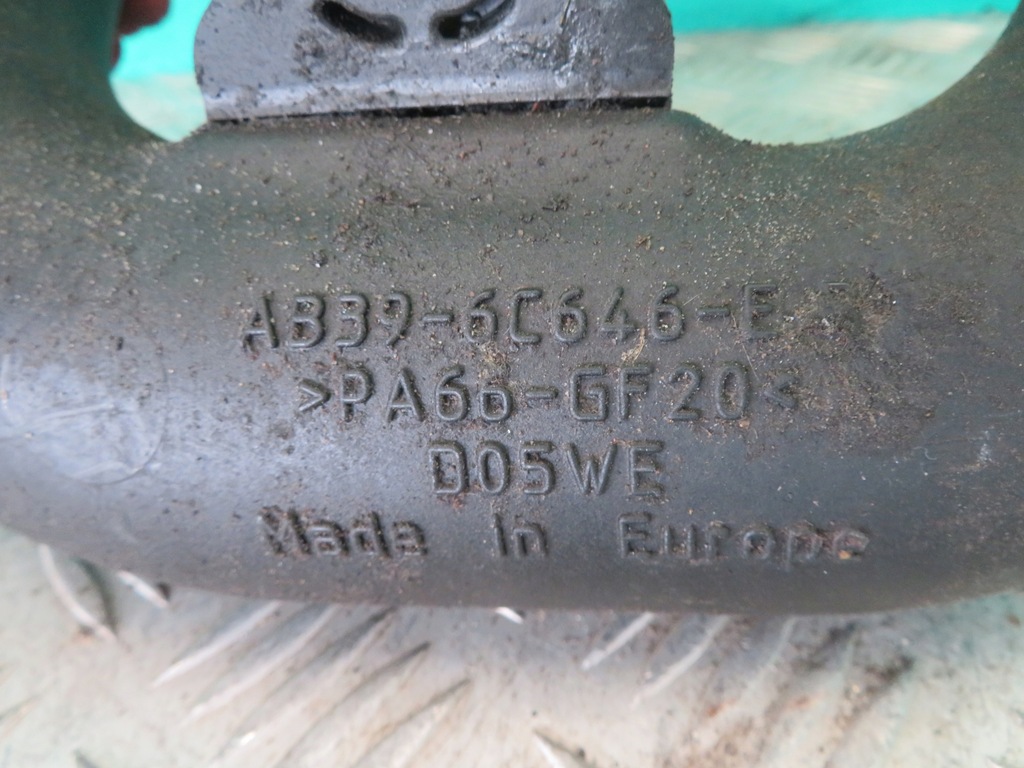 AB39-6C646-E
>PA66-GF20<
D05WE
Made in Europe